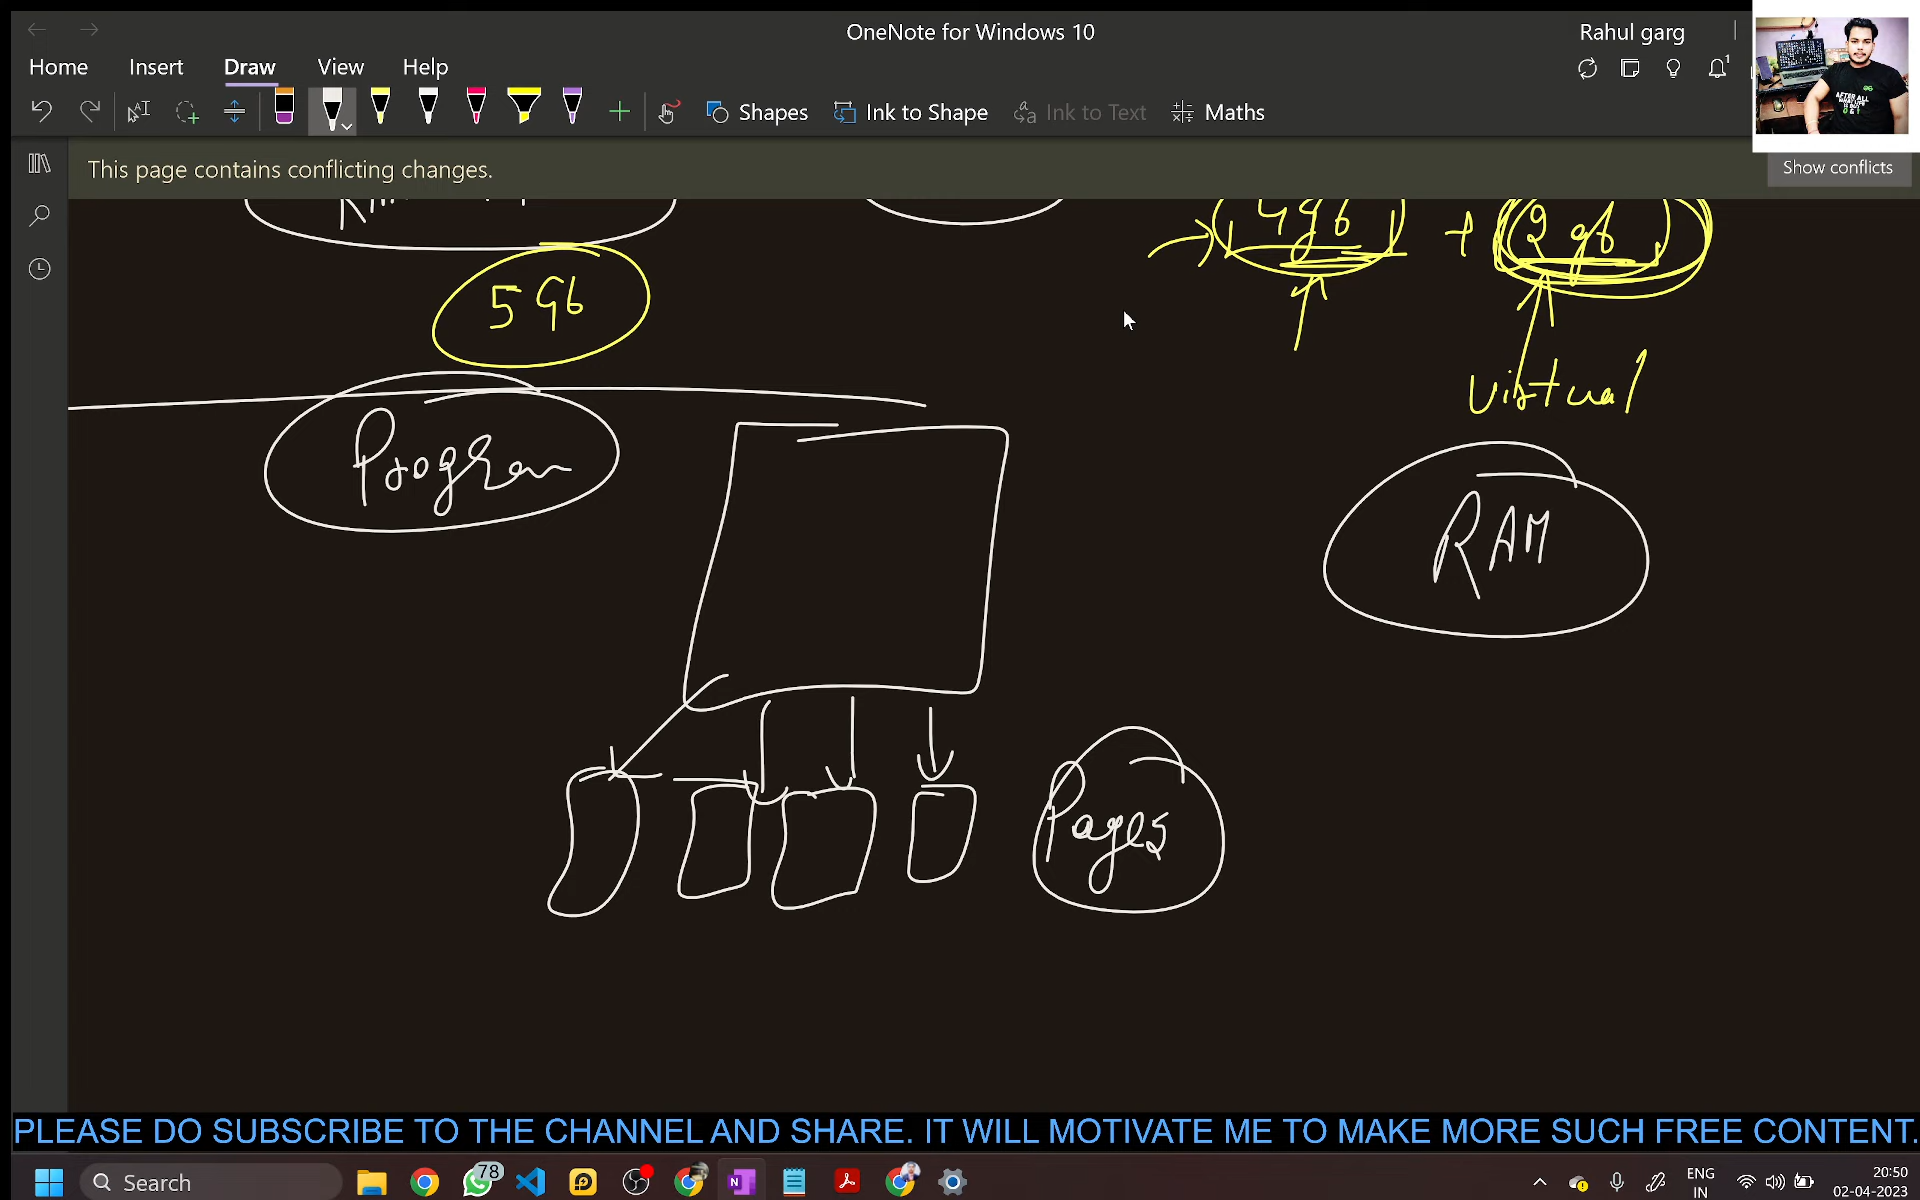 OneNote for Windows 10
Rahul garg
Home Insert Draw View Help
Shapes Ink to Shape Ink to Text Maths
This page contains conflicting changes.
Show conflicts
4gb + 2 gb
5 Gb
virtual
Program
RAM
Pages
PLEASE DO SUBSCRIBE TO THE CHANNEL AND SHARE. IT WILL MOTIVATE ME TO MAKE MORE SUCH FREE CONTENT.
Search
78
ENG
IN
20:50
02-04-2023